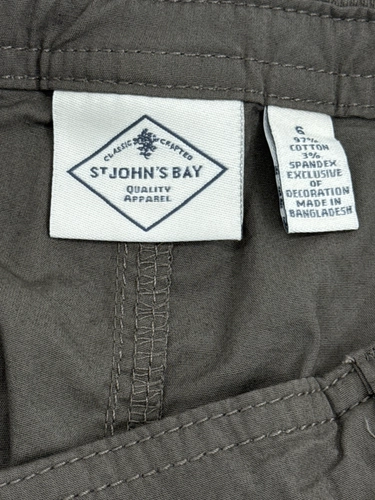 CLASSIC CRAFTED
ST JOHN'S BAY
QUALITY
APPAREL
6
97%
COTTON
3%
SPANDEX
EXCLUSIVE
OF
DECORATION
MADE IN
BANGLADESH